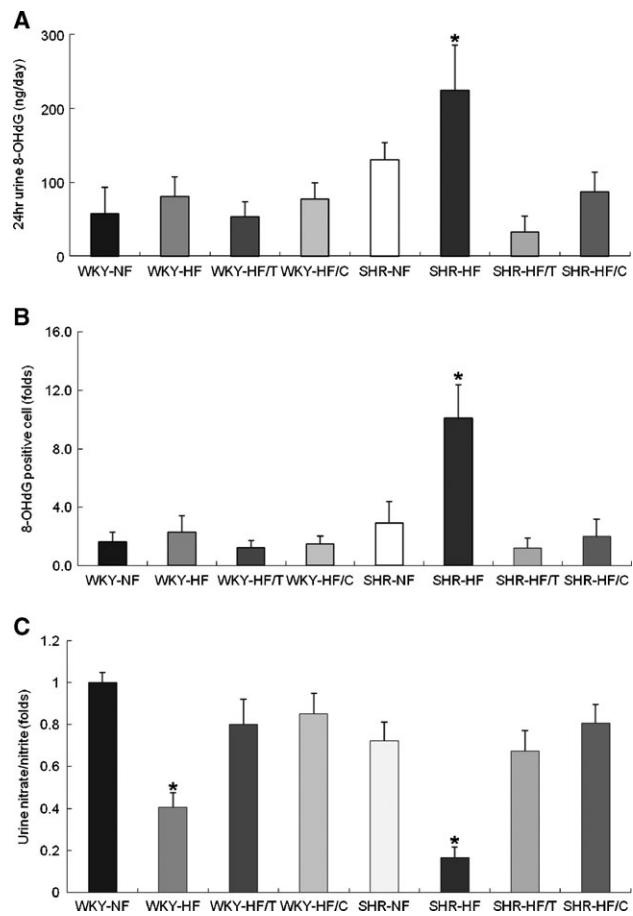 A
24hr urine 8-OHdG (ng/day)
300
200
100
0
*
WKY-NF WKY-HF WKY-HF/T WKY-HF/C SHR-NF SHR-HF SHR-HF/T SHR-HF/C
B
8-OHdG positive cell (folds)
16.0
12.0
8.0
4.0
0.0
*
WKY-NF WKY-HF WKY-HF/T WKY-HF/C SHR-NF SHR-HF SHR-HF/T SHR-HF/C
C
Urine nitrate/nitrite (folds)
1.2
1
0.8
0.6
0.4
0.2
0
*
*
WKY-NF WKY-HF WKY-HF/T WKY-HF/C SHR-NF SHR-HF SHR-HF/T SHR-HF/C